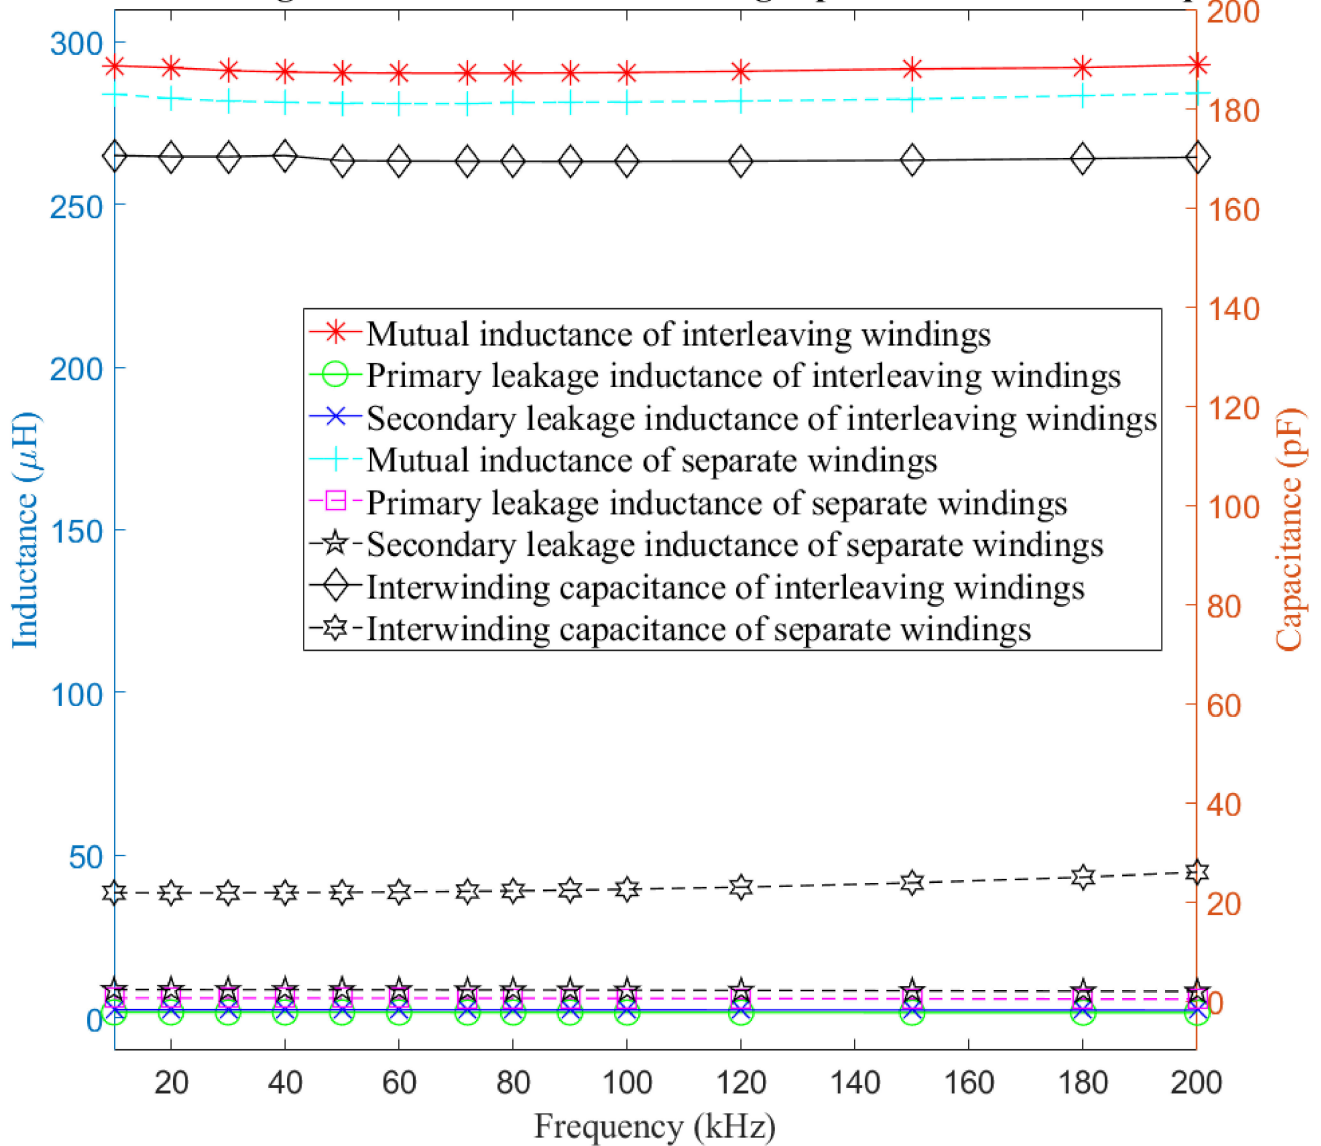 200
300
180
250
160
140
Mutual inductance of interleaving windings
Primary leakage inductance of interleaving windings
Secondary leakage inductance of interleaving windings
Mutual inductance of separate windings
Primary leakage inductance of separate windings
Secondary leakage inductance of separate windings
Interwinding capacitance of interleaving windings
Interwinding capacitance of separate windings
200
120
150
100
80
100
60
40
50
20
0
0
Inductance (μH)
Capacitance (pF)
20 40 60 80 100 120 140 160 180 200
Frequency (kHz)